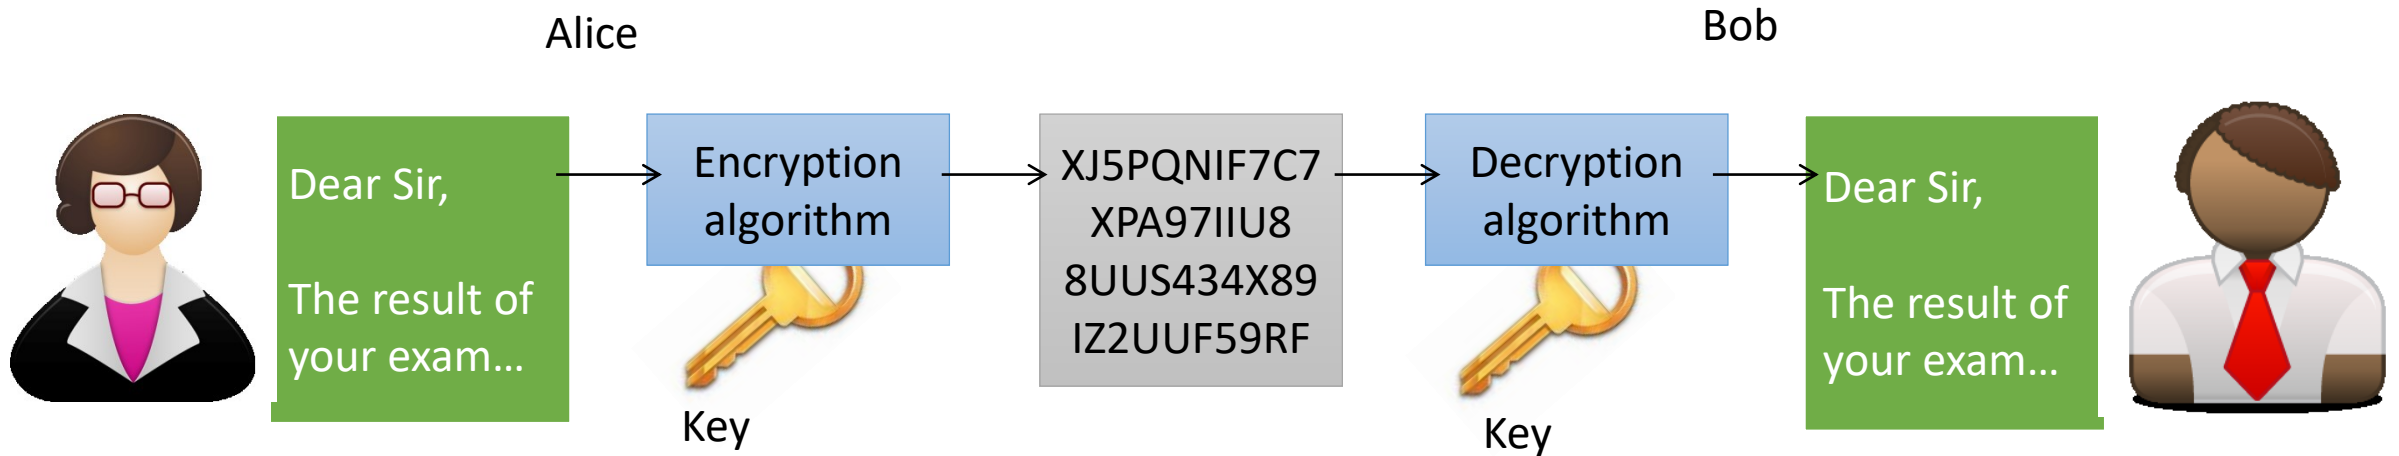 Alice
Bob
Dear Sir,
The result of
your exam...
Encryption
algorithm
Key
XJ5PQNIF7C7
XPA97IIU8
8UUS434X89
IZ2UUF59RF
Decryption
algorithm
Key
Dear Sir,
The result of
your exam...